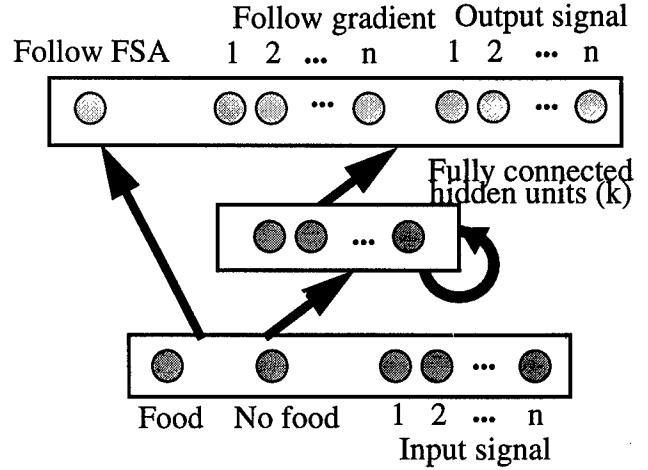 Follow gradient Output signal
Follow FSA 1 2 ... n 1 2 ... n
...
...
Fully connected
hidden units (k)
...
...
Food No food 1 2 ... n
Input signal